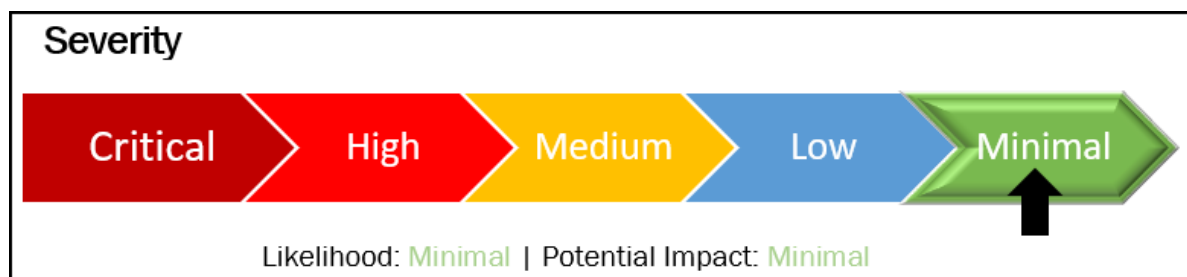 Severity
Critical High Medium Low Minimal
Likelihood: Minimal | Potential Impact: Minimal